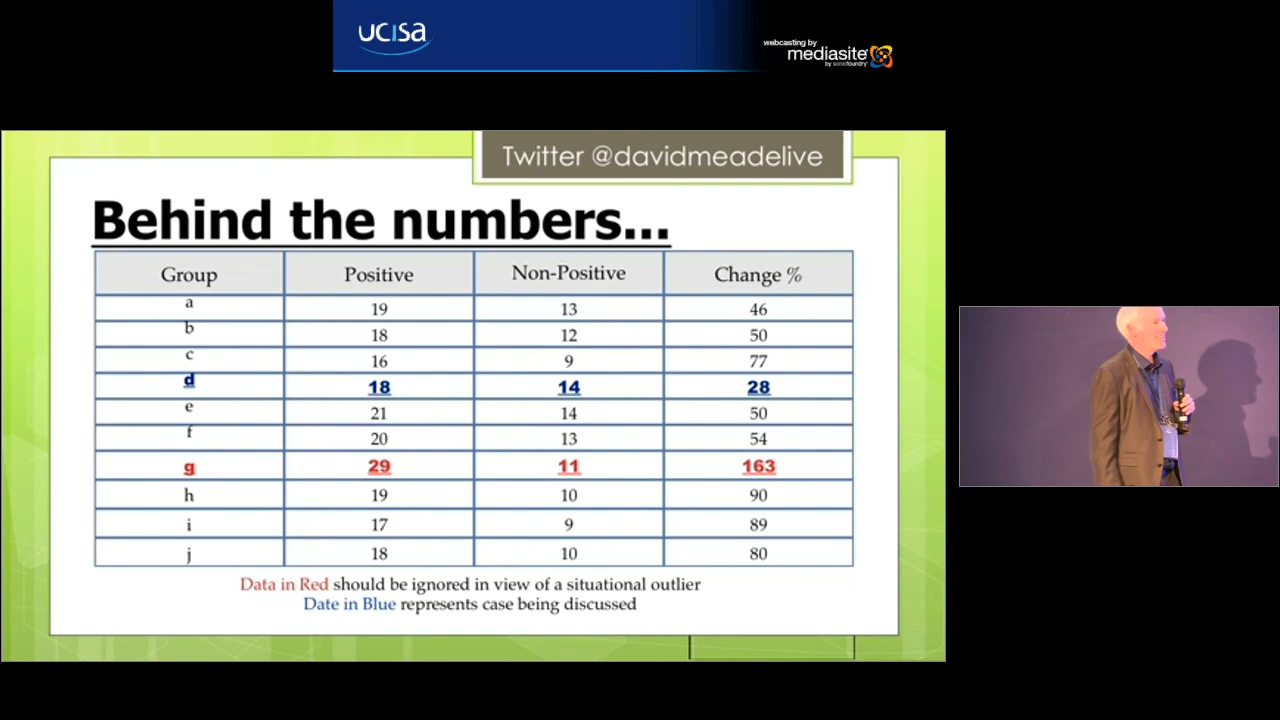 ucisa
webcasting by
mediasite
by sonicfoundry
Twitter @davidmeadelive
Behind the numbers...
Group Positive Non-Positive Change %
a 19 13 46
b 18 12 50
c 16 9 77
d 18 14 28
e 21 14 50
f 20 13 54
g 29 11 163
h 19 10 90
i 17 9 89
j 18 10 80
Data in Red should be ignored in view of a situational outlier
Date in Blue represents case being discussed